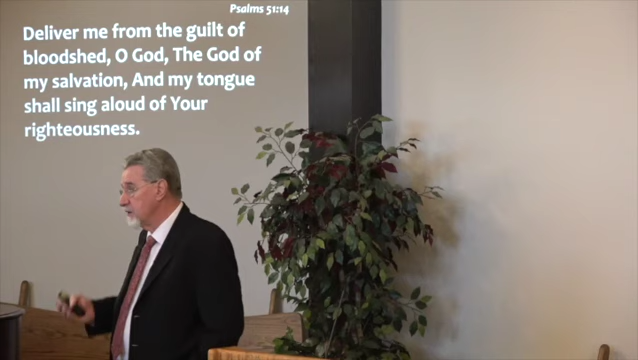 Psalms 51:14
Deliver me from the guilt of
bloodshed, O God, The God of
my salvation, And my tongue
shall sing aloud of Your
righteousness.